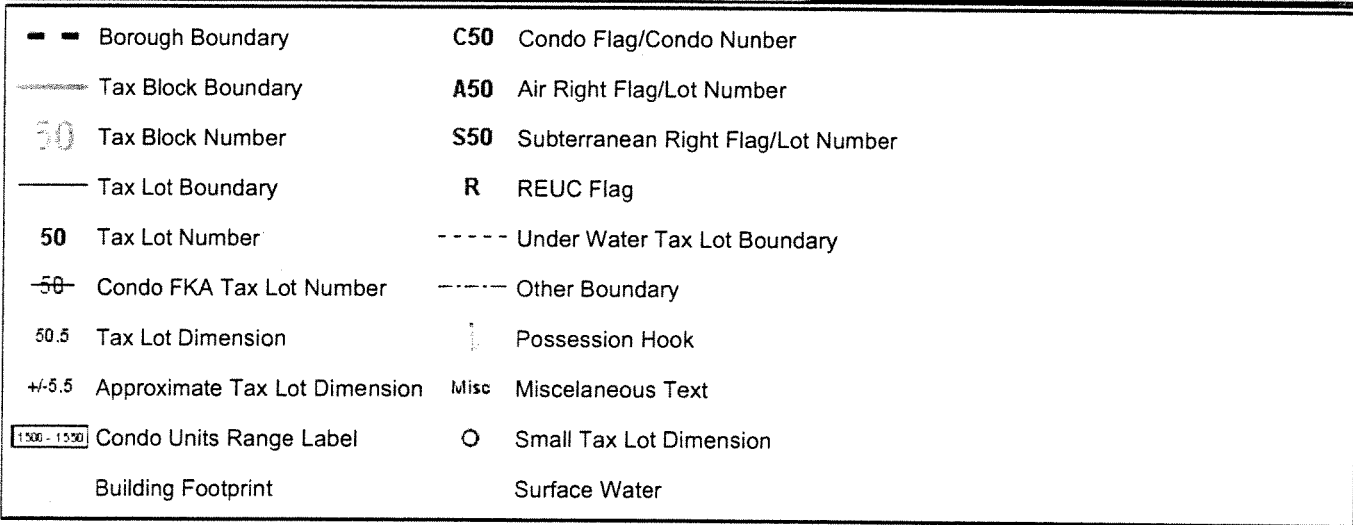 Borough Boundary C50 Condo Flag/Condo Nunber
Tax Block Boundary A50 Air Right Flag/Lot Number
50 Tax Block Number S50 Subterranean Right Flag/Lot Number
Tax Lot Boundary R REUC Flag
50 Tax Lot Number Under Water Tax Lot Boundary
50 Condo FKA Tax Lot Number Other Boundary
50.5 Tax Lot Dimension Possession Hook
+/-5.5 Approximate Tax Lot Dimension Misc Miscelaneous Text
1500 - 1550 Condo Units Range Label Small Tax Lot Dimension
Building Footprint Surface Water